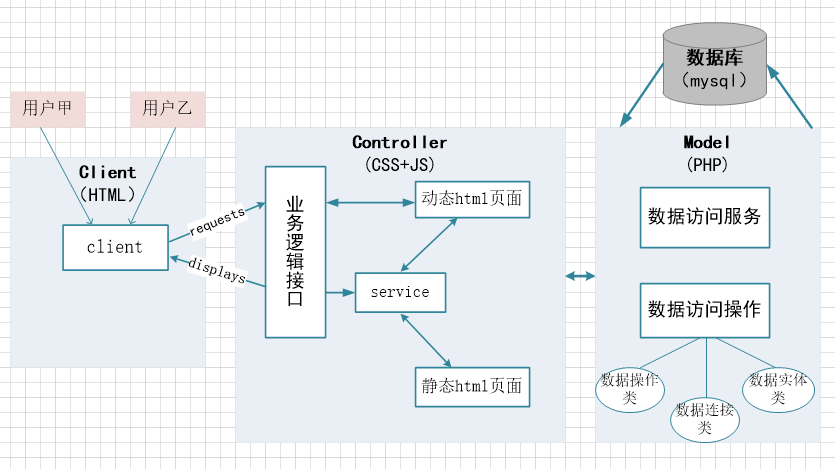 数据库
（mysql）
用户甲
用户乙
Client
（HTML）
client
requests
displays
Controller
（CSS+JS）
业务逻辑接口
动态html页面
service
静态html页面
Model
（PHP）
数据访问服务
数据访问操作
数据操作
类
数据连接
类
数据实体
类